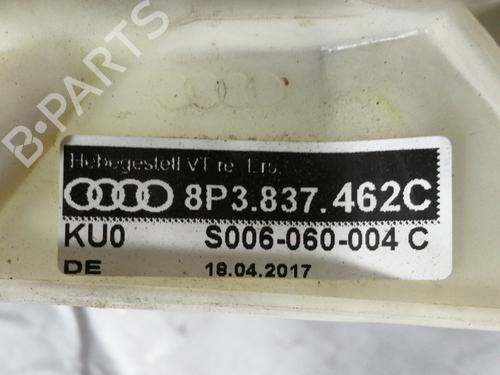 B-PARTS
Hebegestell VT re. Ers.
8P3.837.462C
KU0 S006-060-004 C
DE 18.04.2017